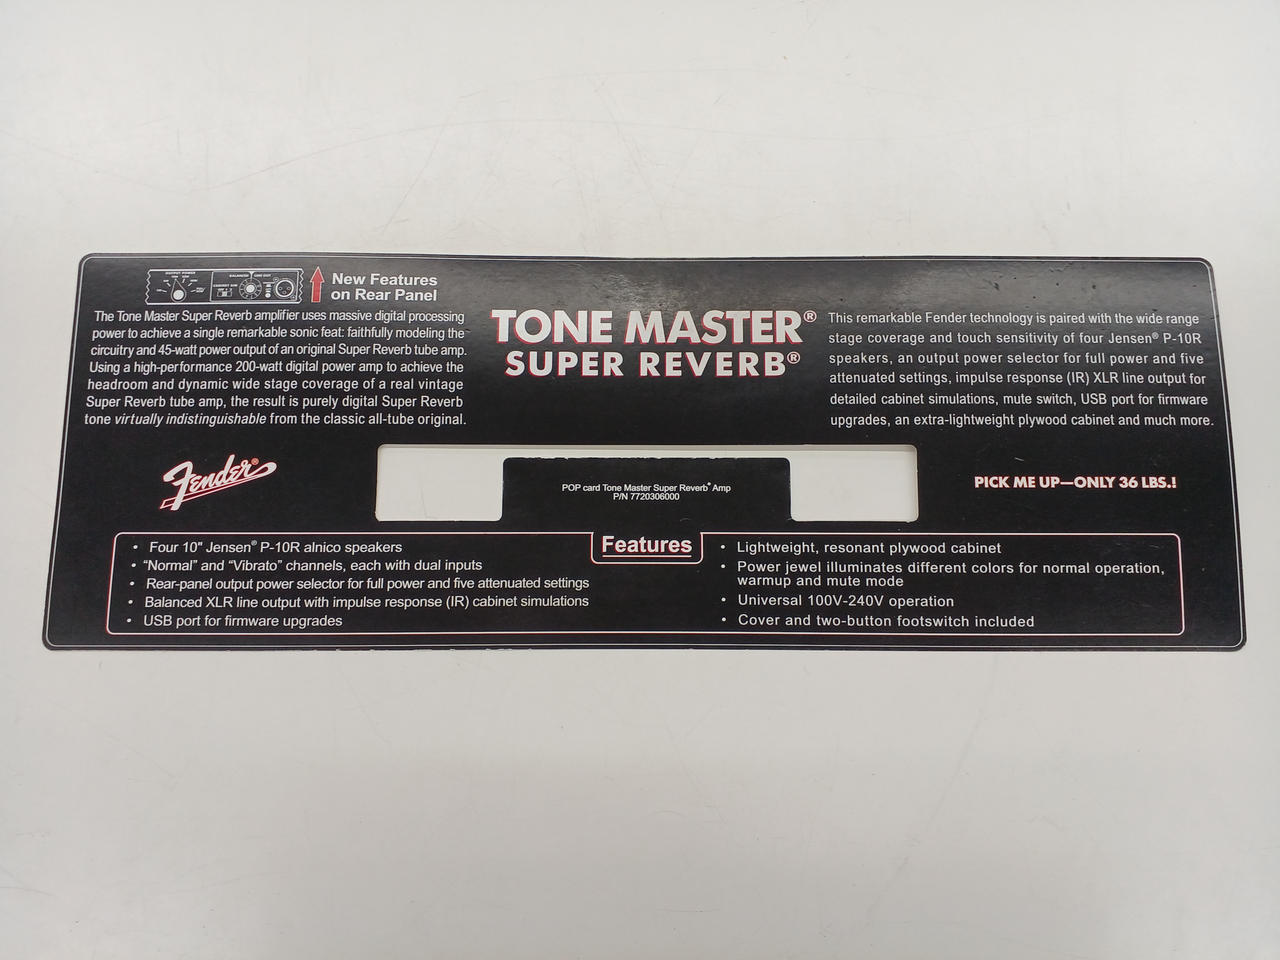 New Features
on Rear Panel
The Tone Master Super Reverb amplifier uses massive digital processing
power to achieve a single remarkable sonic feat: faithfully modeling the
circuitry and 45-watt power output of an original Super Reverb tube amp.
Using a high-performance 200-watt digital power amp to achieve the
headroom and dynamic wide stage coverage of a real vintage
Super Reverb tube amp, the result is purely digital Super Reverb
tone virtually indistinguishable from the classic all-tube original.
TONE MASTER®
SUPER REVERB®
This remarkable Fender technology is paired with the wide range
stage coverage and touch sensitivity of four Jensen® P-10R
speakers, an output power selector for full power and five
attenuated settings, impulse response (IR) XLR line output for
detailed cabinet simulations, mute switch, USB port for firmware
upgrades, an extra-lightweight plywood cabinet and much more.
Fender®
POP card Tone Master Super Reverb® Amp
P/N 7720306000
PICK ME UP—ONLY 36 LBS.!
Features
• Four 10" Jensen® P-10R alnico speakers
• “Normal” and “Vibrato” channels, each with dual inputs
• Rear-panel output power selector for full power and five attenuated settings
• Balanced XLR line output with impulse response (IR) cabinet simulations
• USB port for firmware upgrades
• Lightweight, resonant plywood cabinet
• Power jewel illuminates different colors for normal operation,
warmup and mute mode
• Universal 100V-240V operation
• Cover and two-button footswitch included